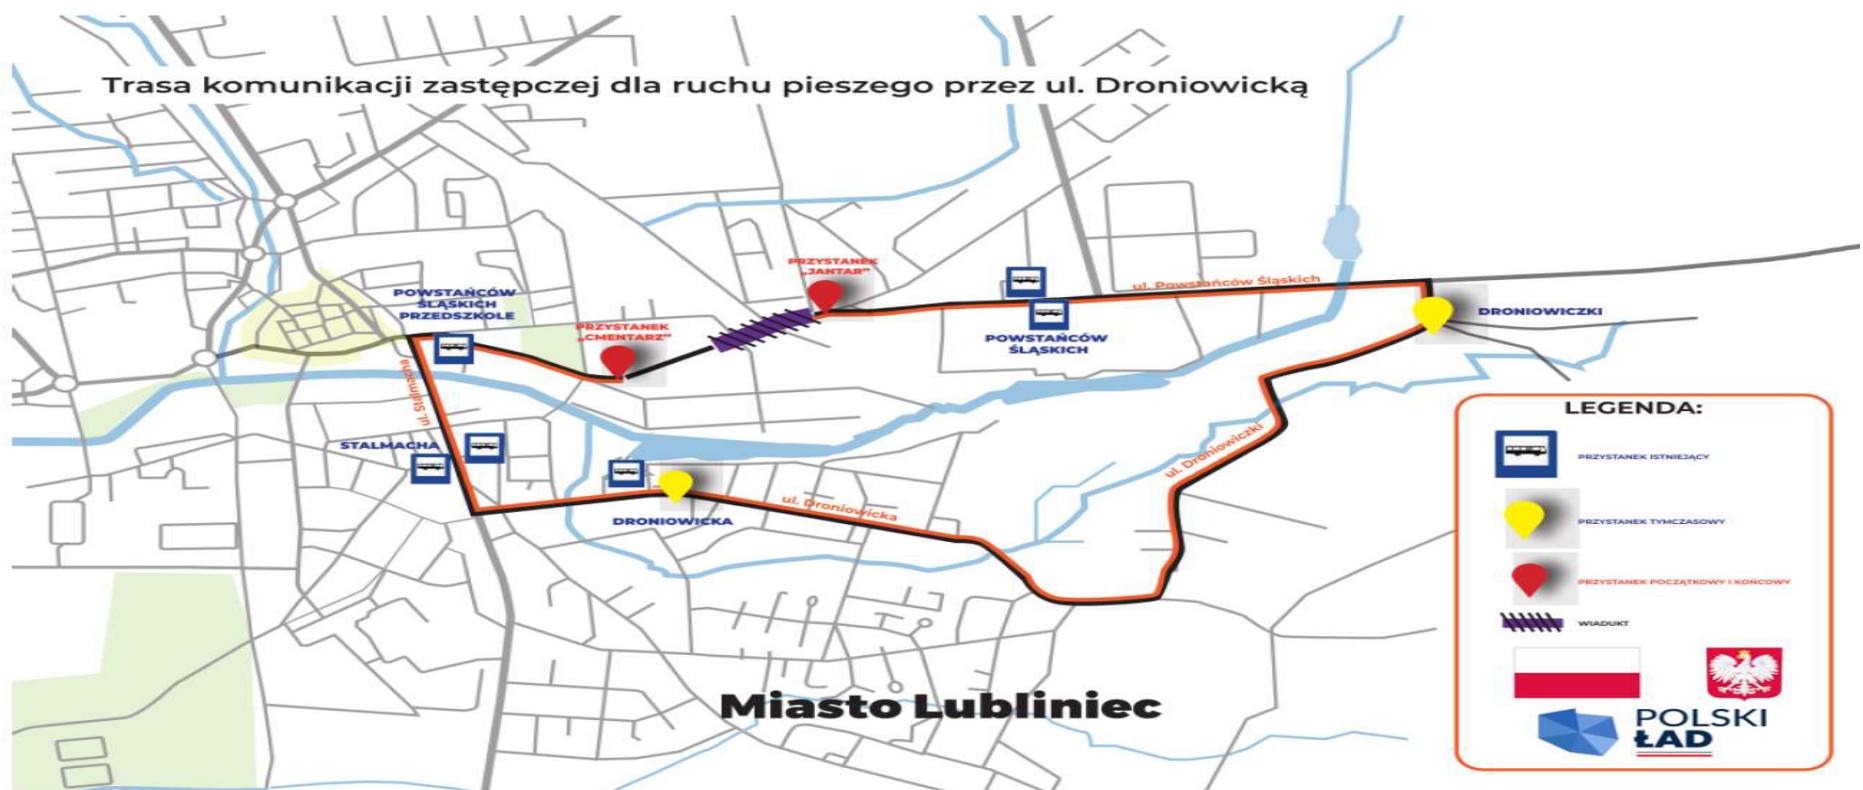 Trasa komunikacji zastępczej dla ruchu pieszego przez ul. Droniowicką
PRZYSTANEK
„JANTAR”
POWSTAŃCÓW
ŚLĄSKICH
PRZEDSZKOLE
ul. Powstańców Śląskich
DRONIOWICZKI
PRZYSTANEK
„CMENTARZ”
POWSTAŃCÓW
ŚLĄSKICH
ul. Stalmacha
STALMACHA
ul. Droniowiczki
ul. Droniowicka
DRONIOWICKA
Miasto Lubliniec
LEGENDA:
PRZYSTANEK ISTNIEJĄCY
PRZYSTANEK TYMCZASOWY
PRZYSTANEK POCZĄTKOWY I KOŃCOWY
WIADUKT
POLSKI
ŁAD